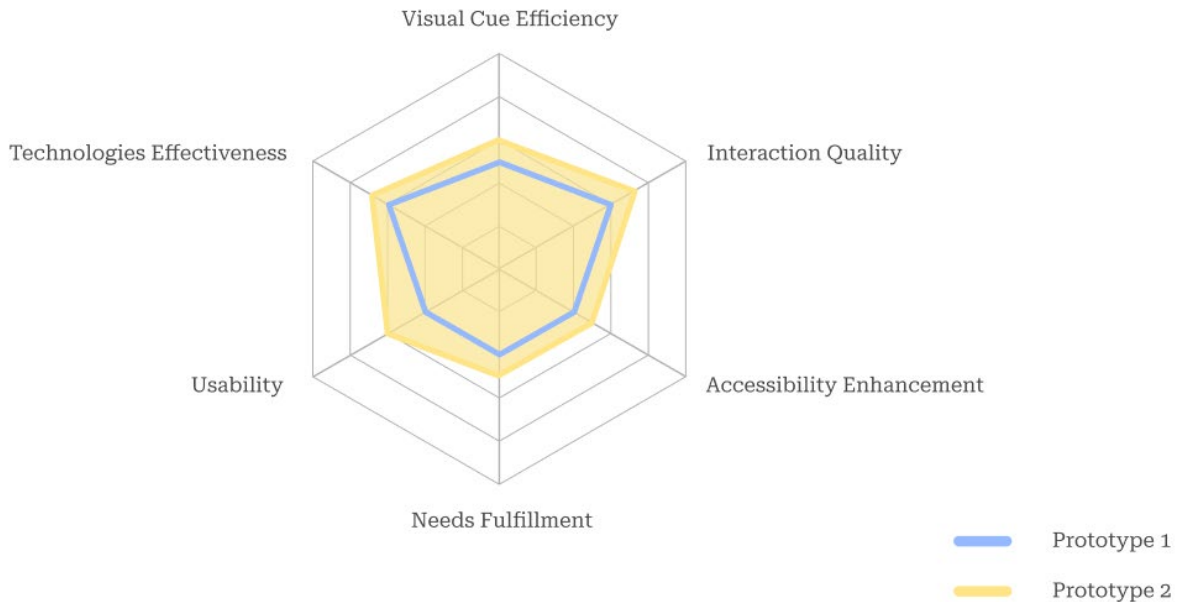 Visual Cue Efficiency
Technologies Effectiveness
Interaction Quality
Usability
Accessibility Enhancement
Needs Fulfillment
Prototype 1
Prototype 2